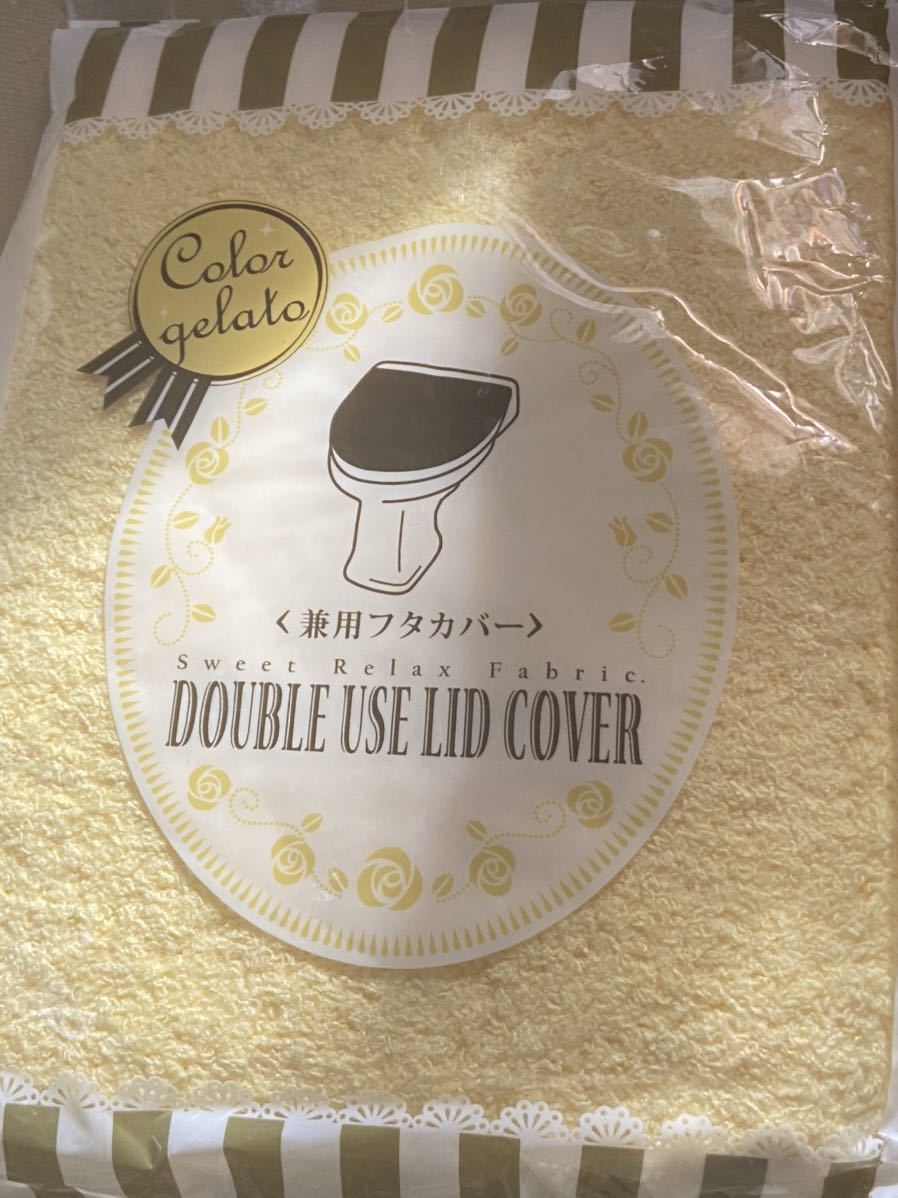 Color
gelato
<兼用フタカバー>
Sweet Relax Fabric.
DOUBLE USE LID COVER